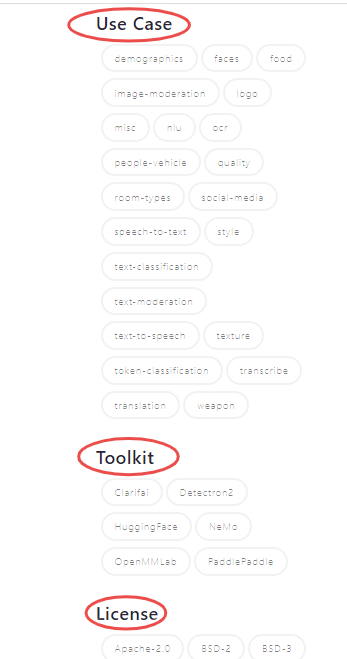 Use Case
demographics faces food
image-moderation logo
misc nlu ocr
people-vehicle quality
room-types social-media
speech-to-text style
text-classification
text-moderation
text-to-speech texture
token-classification transcribe
translation weapon
Toolkit
Clarifai Detectron2
HuggingFace NeMo
OpenMMLab PaddlePaddle
License
Apache-2.0 BSD-2 BSD-3